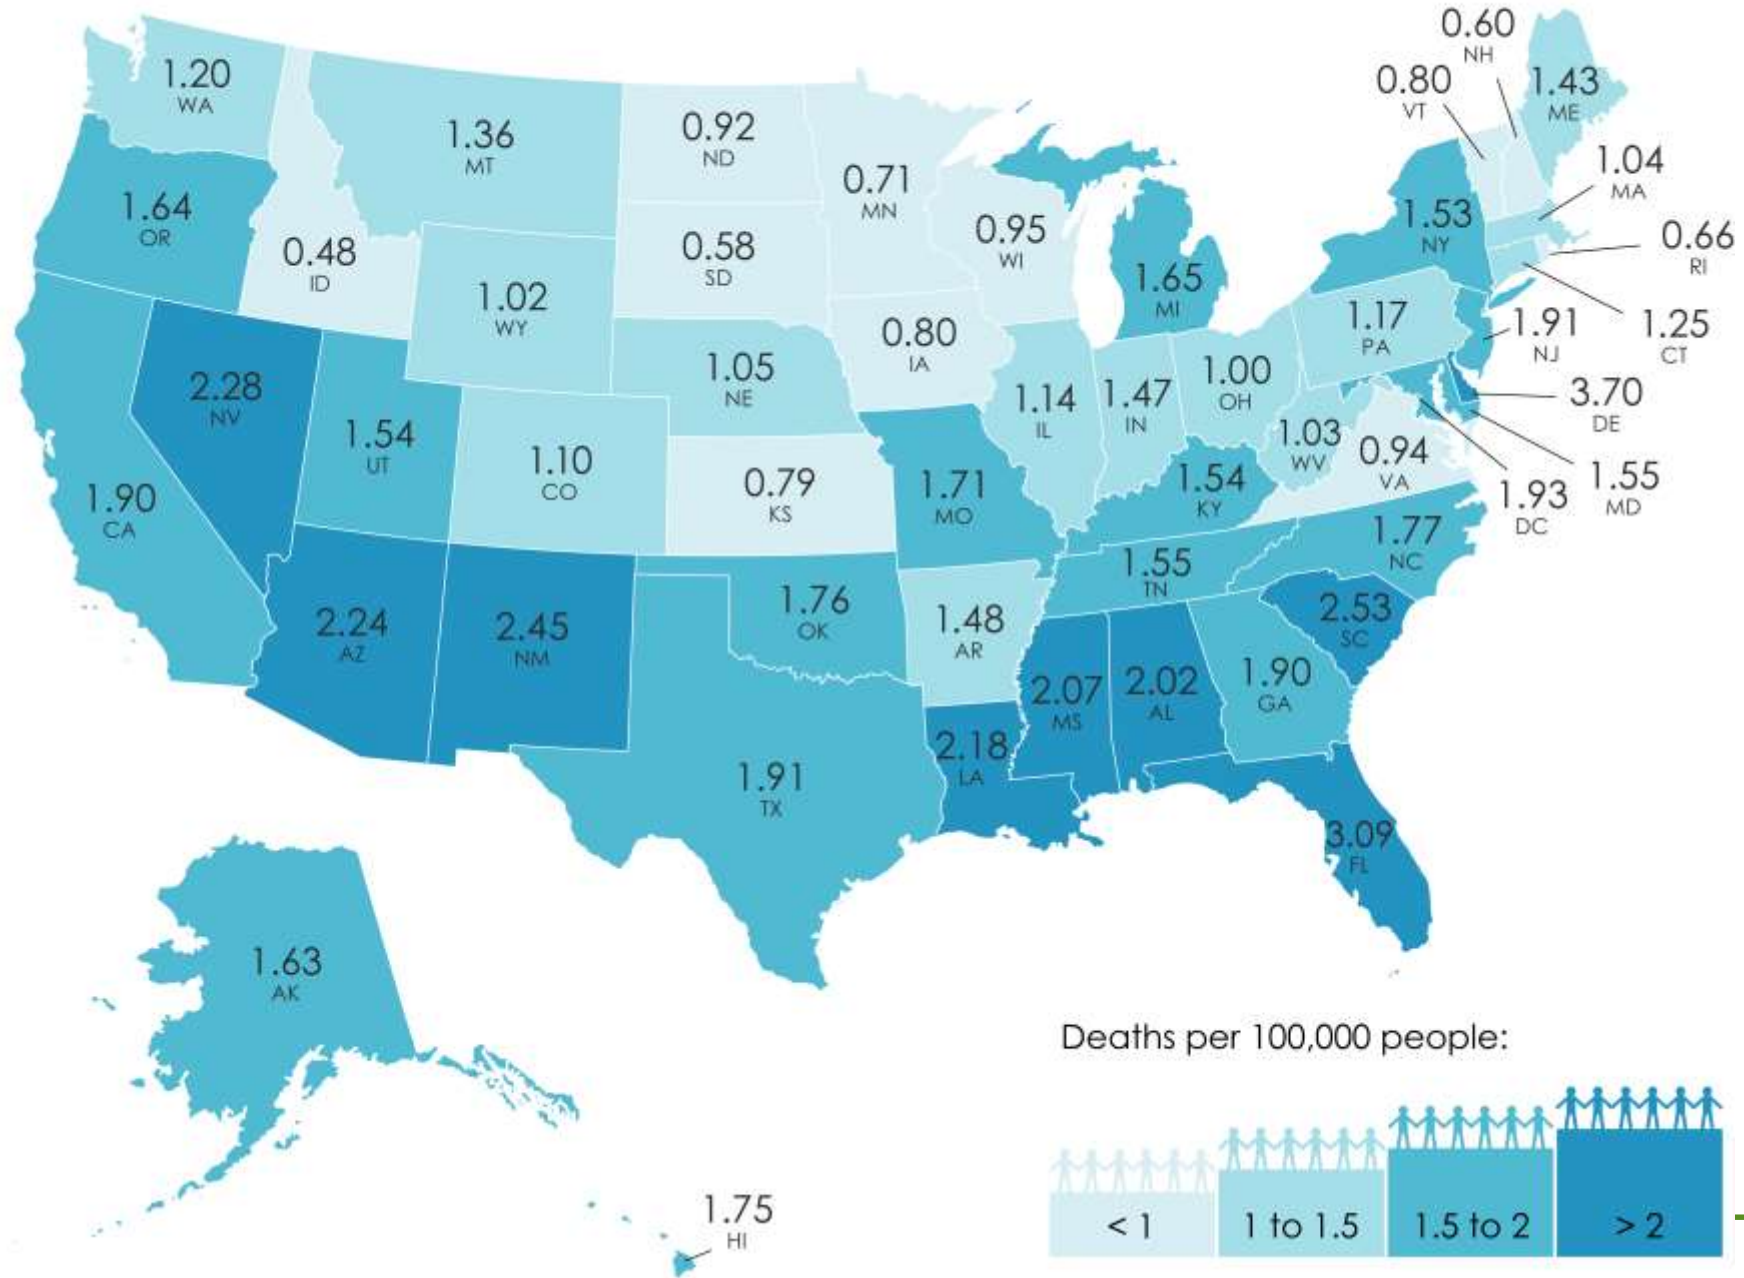 0.60
NH
0.80
VT
1.43
ME
1.20
WA
1.36
MT
0.92
ND
0.71
MN
1.04
MA
1.64
OR
0.48
ID
0.58
SD
0.95
WI
1.53
NY
0.66
RI
1.02
WY
1.65
MI
1.17
PA
1.91
NJ
1.25
CT
0.80
IA
1.05
NE
2.28
NV
1.54
UT
1.10
CO
1.14
IL
1.47
IN
1.00
OH
3.70
DE
1.03
WV
0.94
VA
1.90
CA
0.79
KS
1.71
MO
1.54
KY
1.93
DC
1.55
MD
1.77
NC
1.55
TN
2.24
AZ
2.45
NM
1.76
OK
1.48
AR
2.53
SC
2.07
MS
2.02
AL
1.90
GA
2.18
LA
1.91
TX
3.09
FL
1.63
AK
1.75
HI
Deaths per 100,000 people:
< 1
1 to 1.5
1.5 to 2
> 2